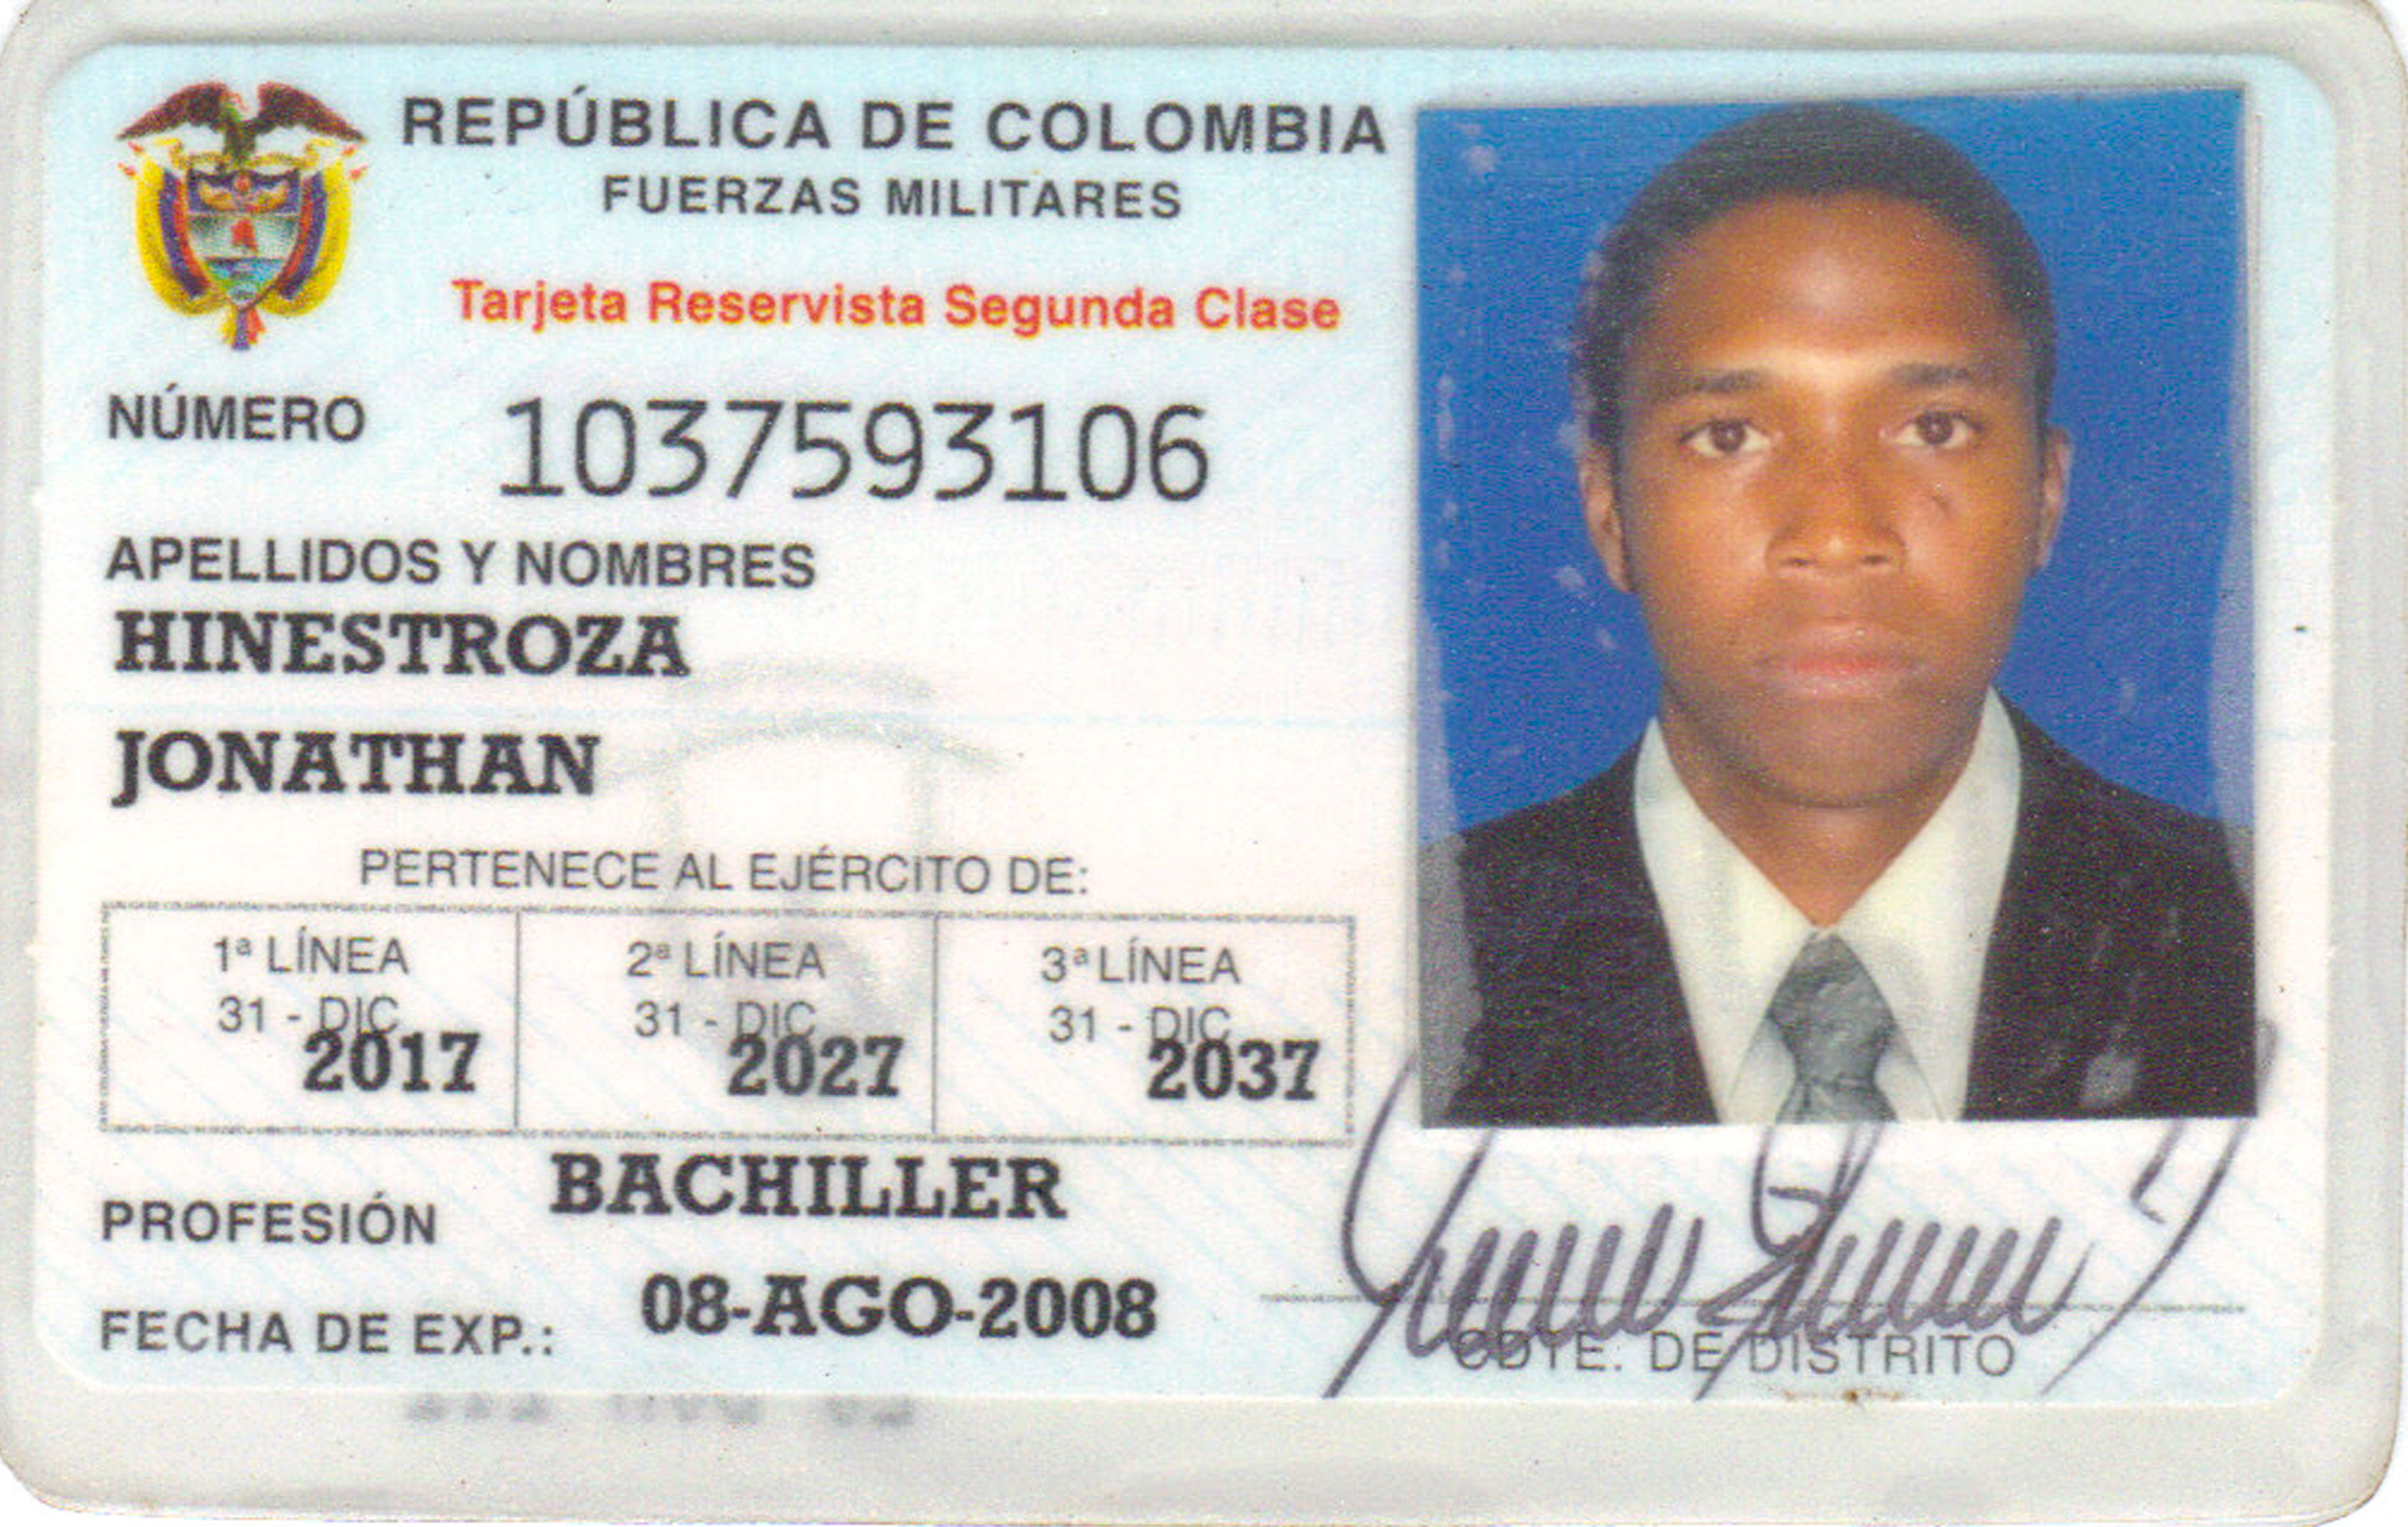 REPÚBLICA DE COLOMBIA
FUERZAS MILITARES
Tarjeta Reservista Segunda Clase
NÚMERO 1037593106
APELLIDOS Y NOMBRES
HINESTROZA
JONATHAN
PERTENECE AL EJÉRCITO DE:
1ª LÍNEA 2ª LÍNEA 3ª LÍNEA
31 - DIC 31 - DIC 31 - DIC
2017 2027 2037
PROFESIÓN BACHILLER
FECHA DE EXP.: 08-AGO-2008
CDTE. DE DISTRITO